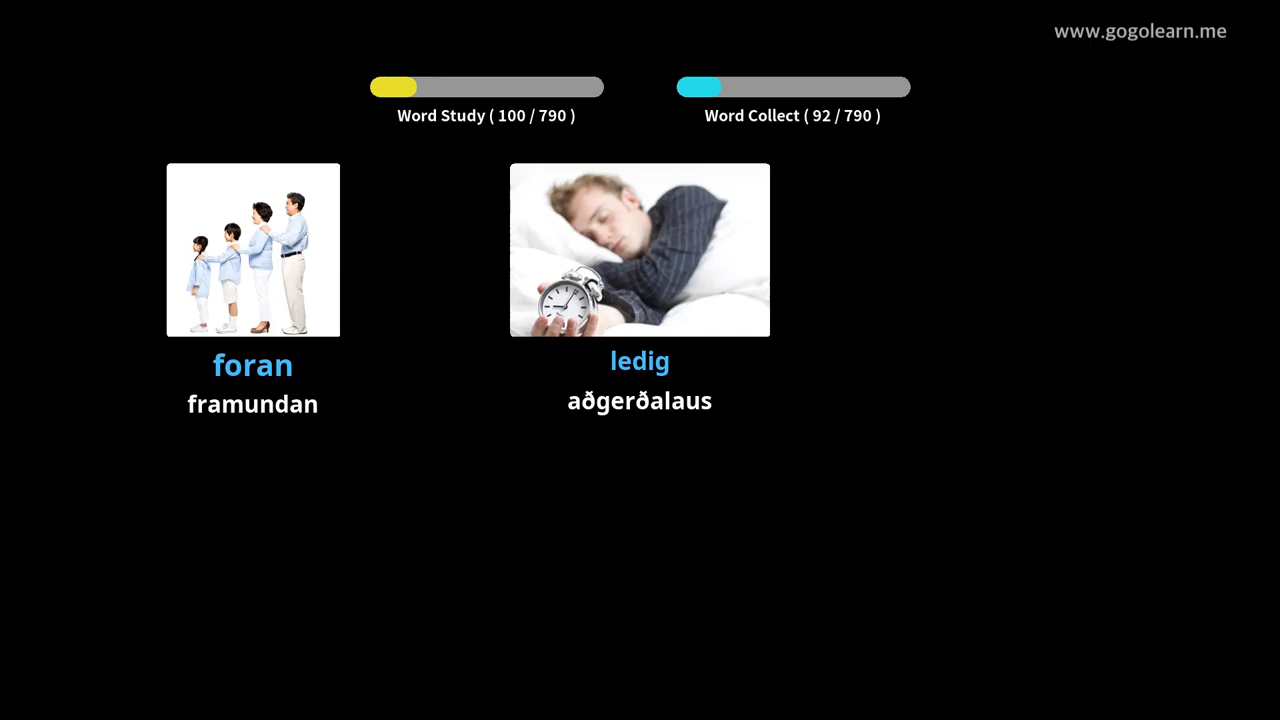 www.gogolearn.me
Word Study ( 100 / 790 )
Word Collect ( 92 / 790 )
foran
framundan
ledig
aðgerðalaus